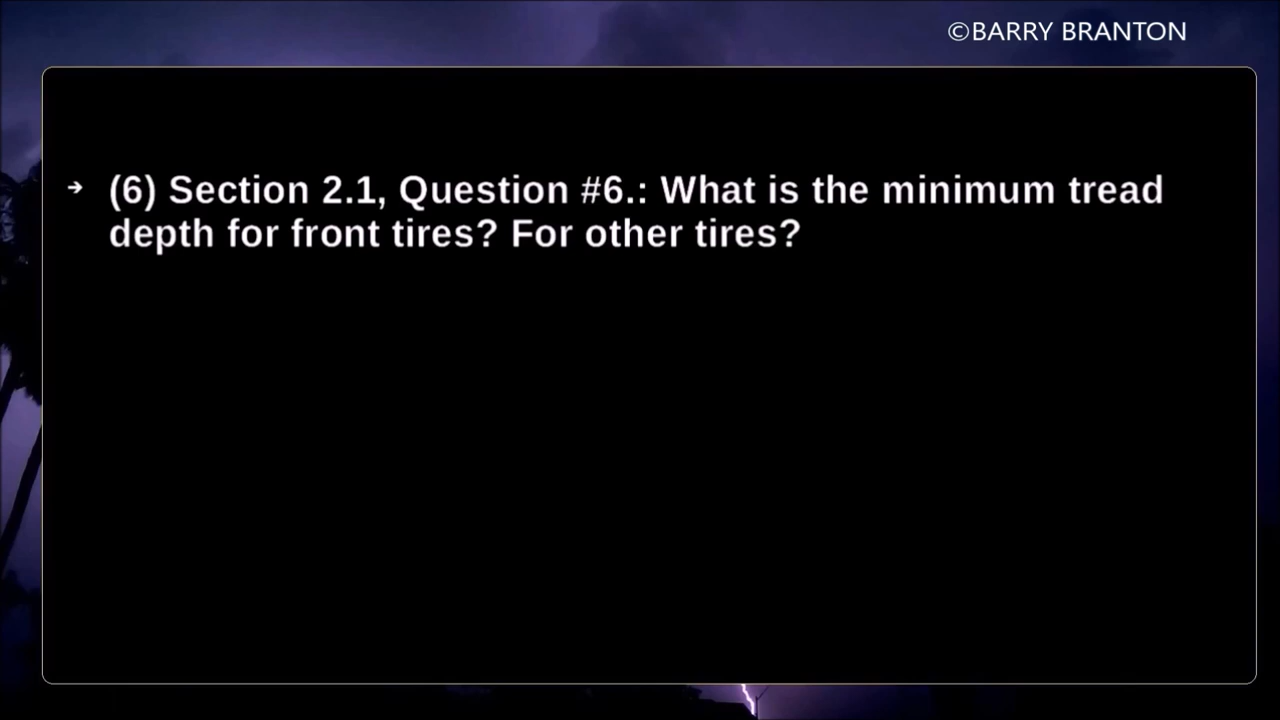 ©BARRY BRANTON
➔ (6) Section 2.1, Question #6.: What is the minimum tread
depth for front tires? For other tires?